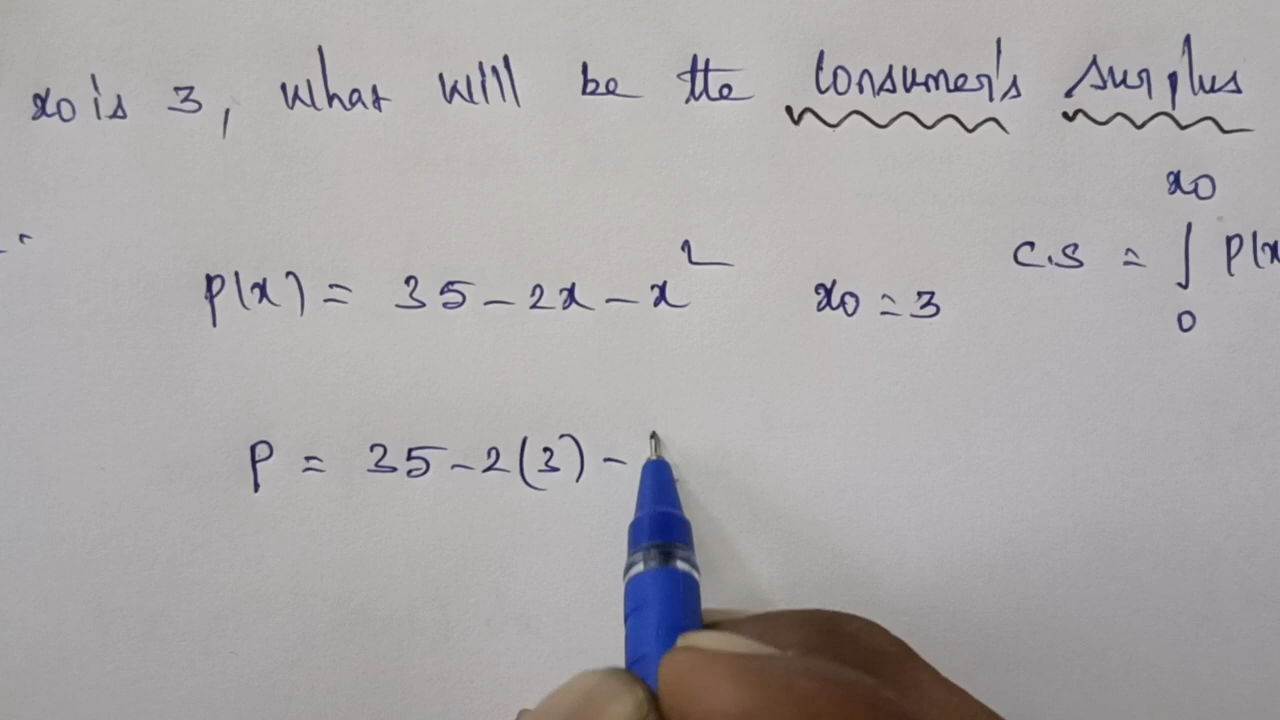 x0 is 3, what will be the Consumer's surplus
x0
P(x) = 35 - 2x - x² x0 = 3 C.S = ∫ P(x
0
P = 35 - 2(3) -